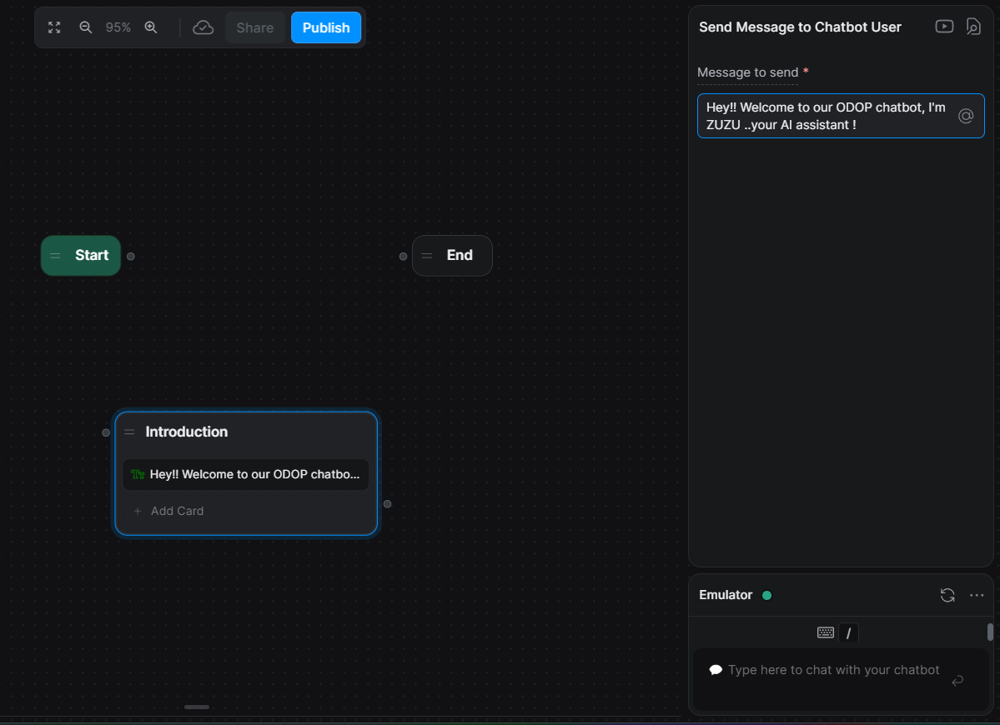 95%
Share
Publish
Start
End
Introduction
Hey!! Welcome to our ODOP chatbo...
+ Add Card
Send Message to Chatbot User
Message to send *
Hey!! Welcome to our ODOP chatbot, I'm
ZUZU ..your AI assistant !
@
Emulator
/
Type here to chat with your chatbot